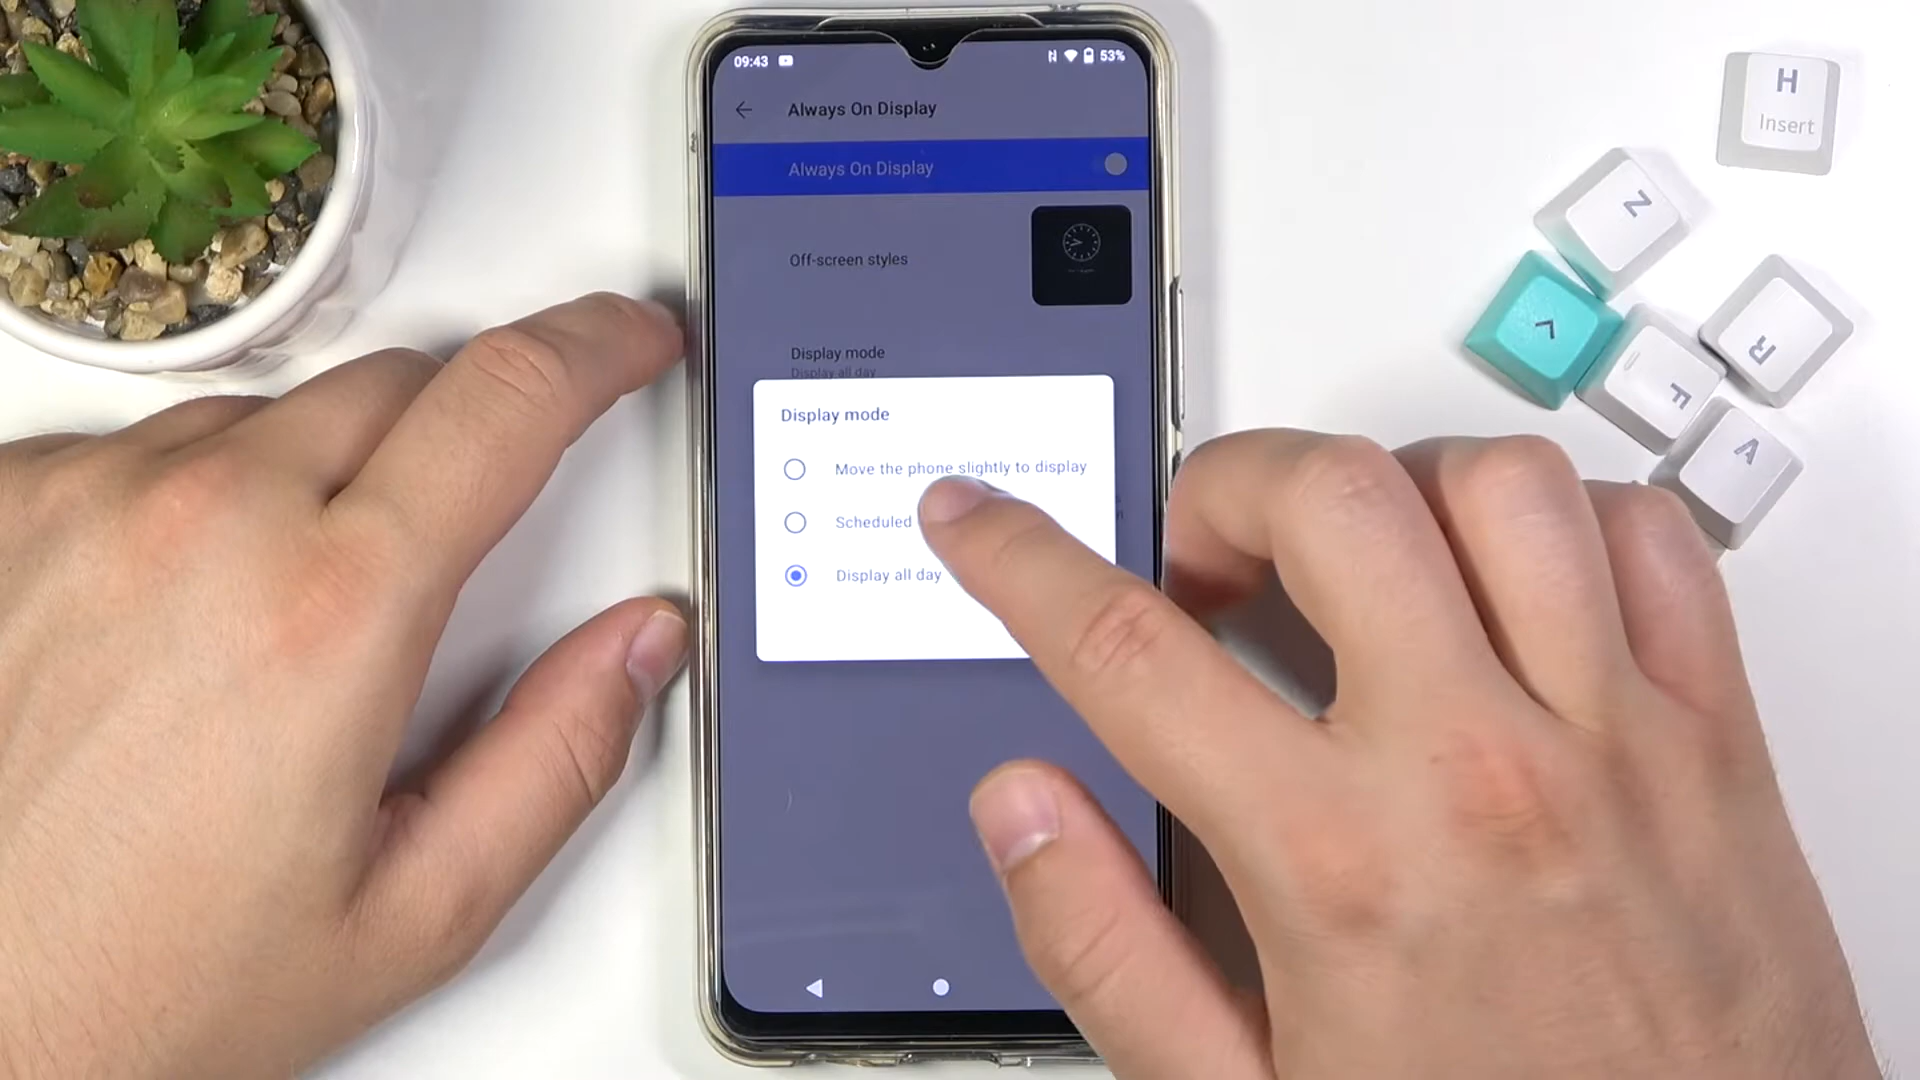 09:43
53%
Always On Display
Always On Display
Off-screen styles
Display mode
Display all day
Display mode
Move the phone slightly to display
Scheduled
Display all day
H
Insert
Z
R
F
V